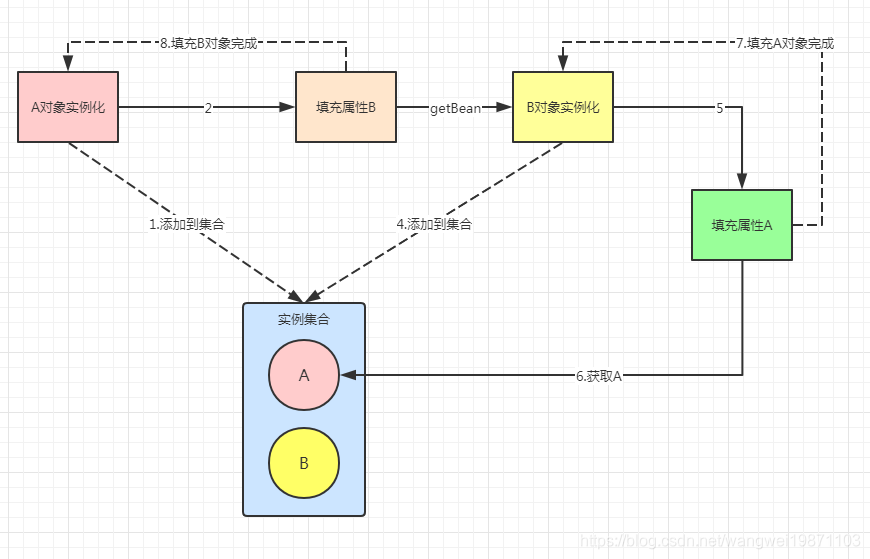 8.填充B对象完成
7.填充A对象完成
A对象实例化
2
填充属性B
getBean
B对象实例化
5
1.添加到集合
4.添加到集合
填充属性A
实例集合
A
6.获取A
B
https://blog.csdn.net/wangwei19871103